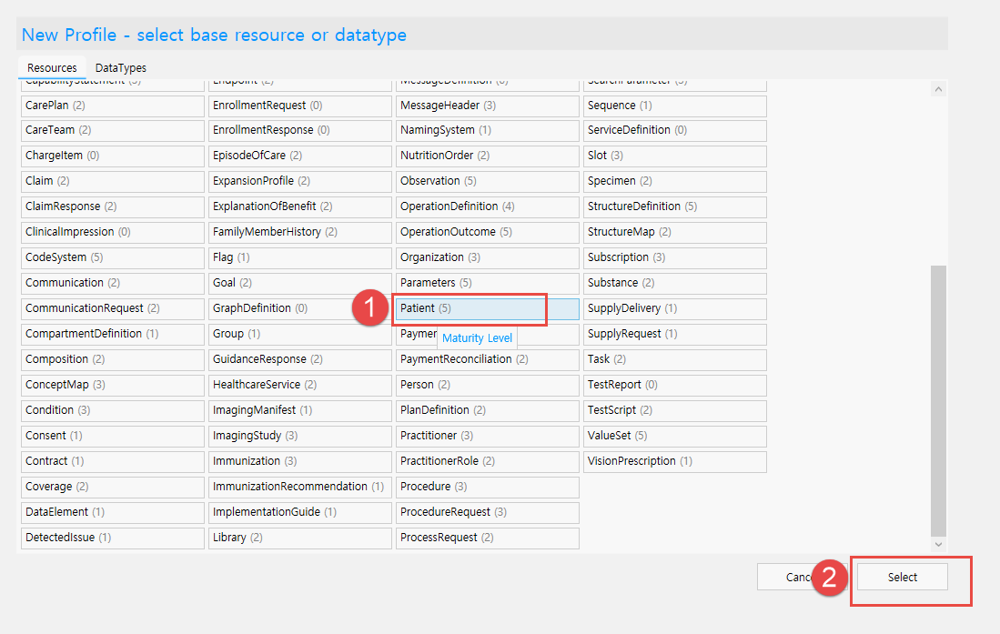 New Profile - select base resource or datatype
Resources DataTypes
CapabilityStatement (3) Endpoint (2) MessageDefinition (0) SearchParameter (3)
CarePlan (2) EnrollmentRequest (0) MessageHeader (3) Sequence (1)
CareTeam (2) EnrollmentResponse (0) NamingSystem (1) ServiceDefinition (0)
ChargeItem (0) EpisodeOfCare (2) NutritionOrder (2) Slot (3)
Claim (2) ExpansionProfile (2) Observation (5) Specimen (2)
ClaimResponse (2) ExplanationOfBenefit (2) OperationDefinition (4) StructureDefinition (5)
ClinicalImpression (0) FamilyMemberHistory (2) OperationOutcome (5) StructureMap (2)
CodeSystem (5) Flag (1) Organization (3) Subscription (3)
Communication (2) Goal (2) Parameters (5) Substance (2)
CommunicationRequest (2) GraphDefinition (0) 1 Patient (5) SupplyDelivery (1)
CompartmentDefinition (1) Group (1) Paymen Maturity Level SupplyRequest (1)
Composition (2) GuidanceResponse (2) PaymentReconciliation (2) Task (2)
ConceptMap (3) HealthcareService (2) Person (2) TestReport (0)
Condition (3) ImagingManifest (1) PlanDefinition (2) TestScript (2)
Consent (1) ImagingStudy (3) Practitioner (3) ValueSet (5)
Contract (1) Immunization (3) PractitionerRole (2) VisionPrescription (1)
Coverage (2) ImmunizationRecommendation (1) Procedure (3)
DataElement (1) ImplementationGuide (1) ProcedureRequest (3)
DetectedIssue (1) Library (2) ProcessRequest (2)
Canc 2 Select